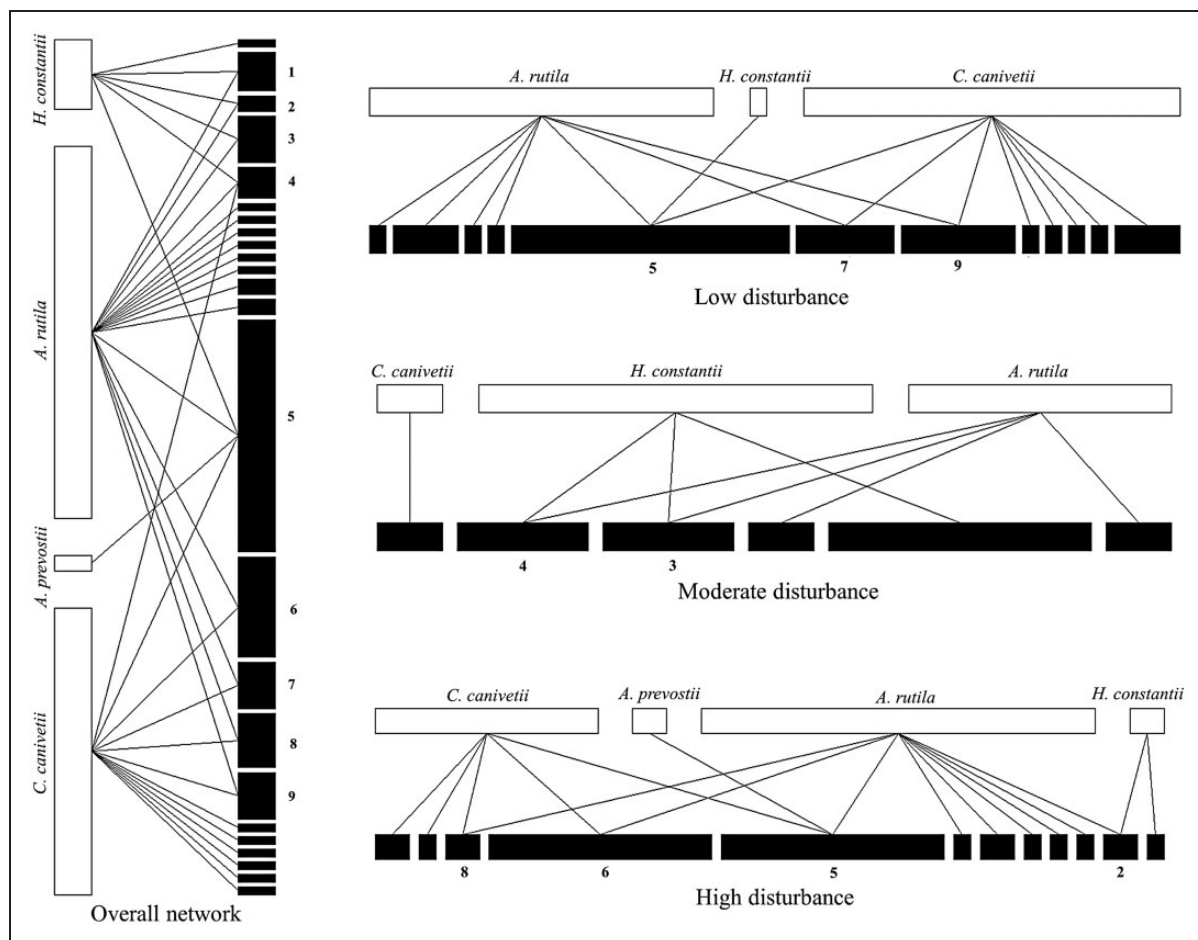 H. constantii
A. rutila
A. prevostii
C. canivetii
1
2
3
4
5
6
7
8
9
Overall network
A. rutila H. constantii C. canivetii
5 7 9
Low disturbance
C. canivetii H. constantii A. rutila
4 3
Moderate disturbance
C. canivetii A. prevostii A. rutila H. constantii
8 6 5 2
High disturbance